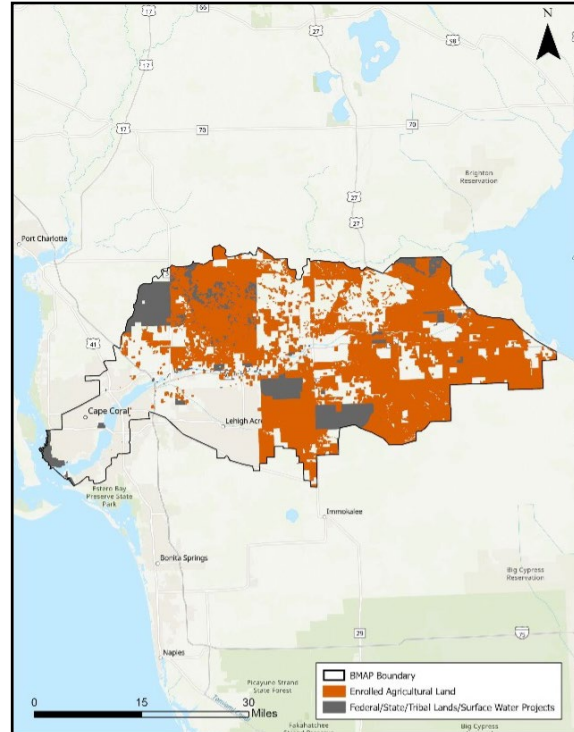 66
27
17
98
N
17
70
70
Brighton
Reservation
27
27
Port Charlotte
41
Cape Coral
Lehigh Acre
Estero Bay
Preserve State
Park
Immokalee
Bonita Springs
Big Cypress
Reservation
29
75
Naples
Picayune Strand
State Forest
Fakahatchee
Big Cypress
BMAP Boundary
Enrolled Agricultural Land
Federal/State/Tribal Lands/Surface Water Projects
0 15 30
Miles